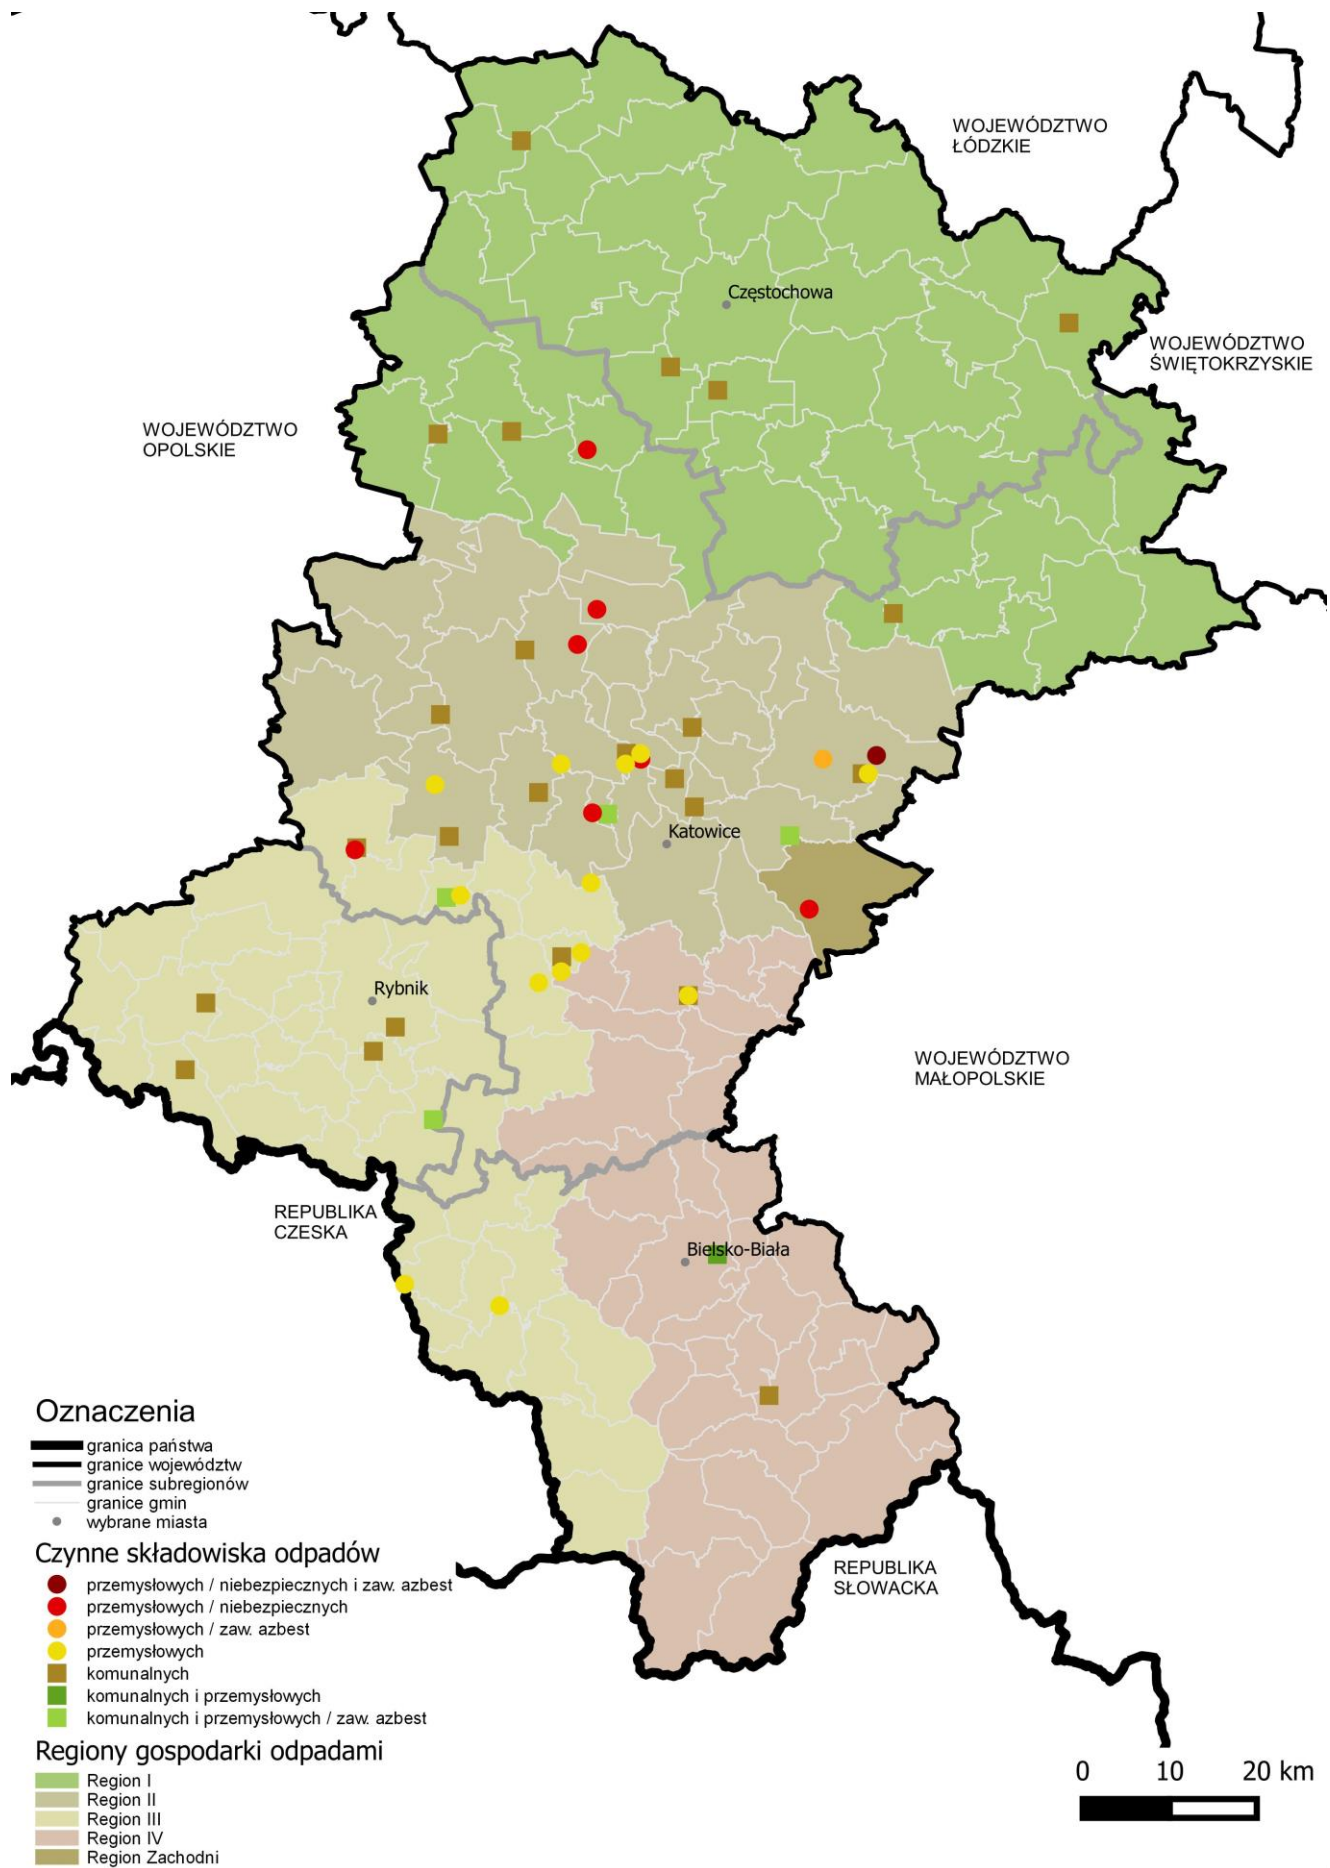 WOJEWÓDZTWO
ŁÓDZKIE
Częstochowa
WOJEWÓDZTWO
ŚWIĘTOKRZYSKIE
WOJEWÓDZTWO
OPOLSKIE
Katowice
Rybnik
WOJEWÓDZTWO
MAŁOPOLSKIE
REPUBLIKA
CZESKA
Bielsko-Biała
REPUBLIKA
SŁOWACKA
Oznaczenia
granica państwa
granice województw
granice subregionów
granice gmin
wybrane miasta
Czynne składowiska odpadów
przemysłowych / niebezpiecznych i zaw. azbest
przemysłowych / niebezpiecznych
przemysłowych / zaw. azbest
przemysłowych
komunalnych
komunalnych i przemysłowych
komunalnych i przemysłowych / zaw. azbest
Regiony gospodarki odpadami
Region I
Region II
Region III
Region IV
Region Zachodni
0 10 20 km